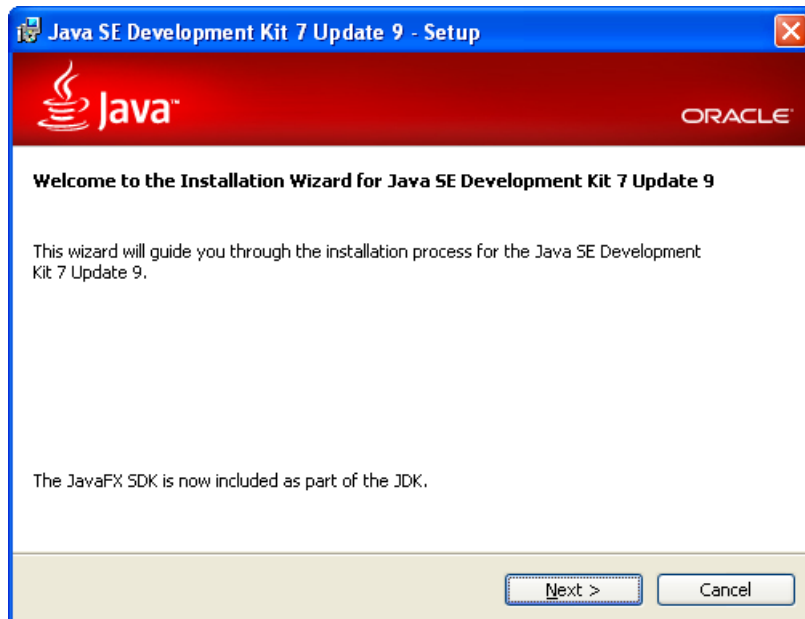 Java SE Development Kit 7 Update 9 - Setup
Java™
ORACLE
Welcome to the Installation Wizard for Java SE Development Kit 7 Update 9
This wizard will guide you through the installation process for the Java SE Development
Kit 7 Update 9.
The JavaFX SDK is now included as part of the JDK.
Next >
Cancel